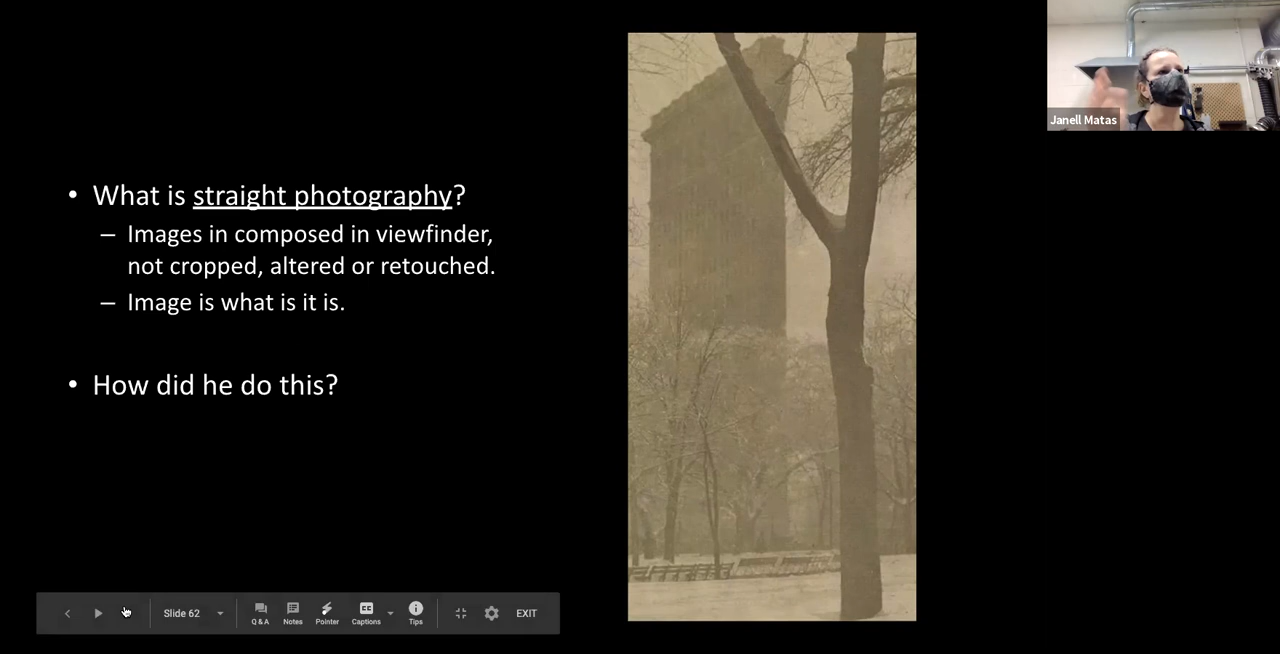 • What is straight photography?
– Images in composed in viewfinder,
not cropped, altered or retouched.
– Image is what is it is.
• How did he do this?
Janell Matas
Slide 62
Q & A
Notes
Pointer
CC
Captions
Tips
EXIT